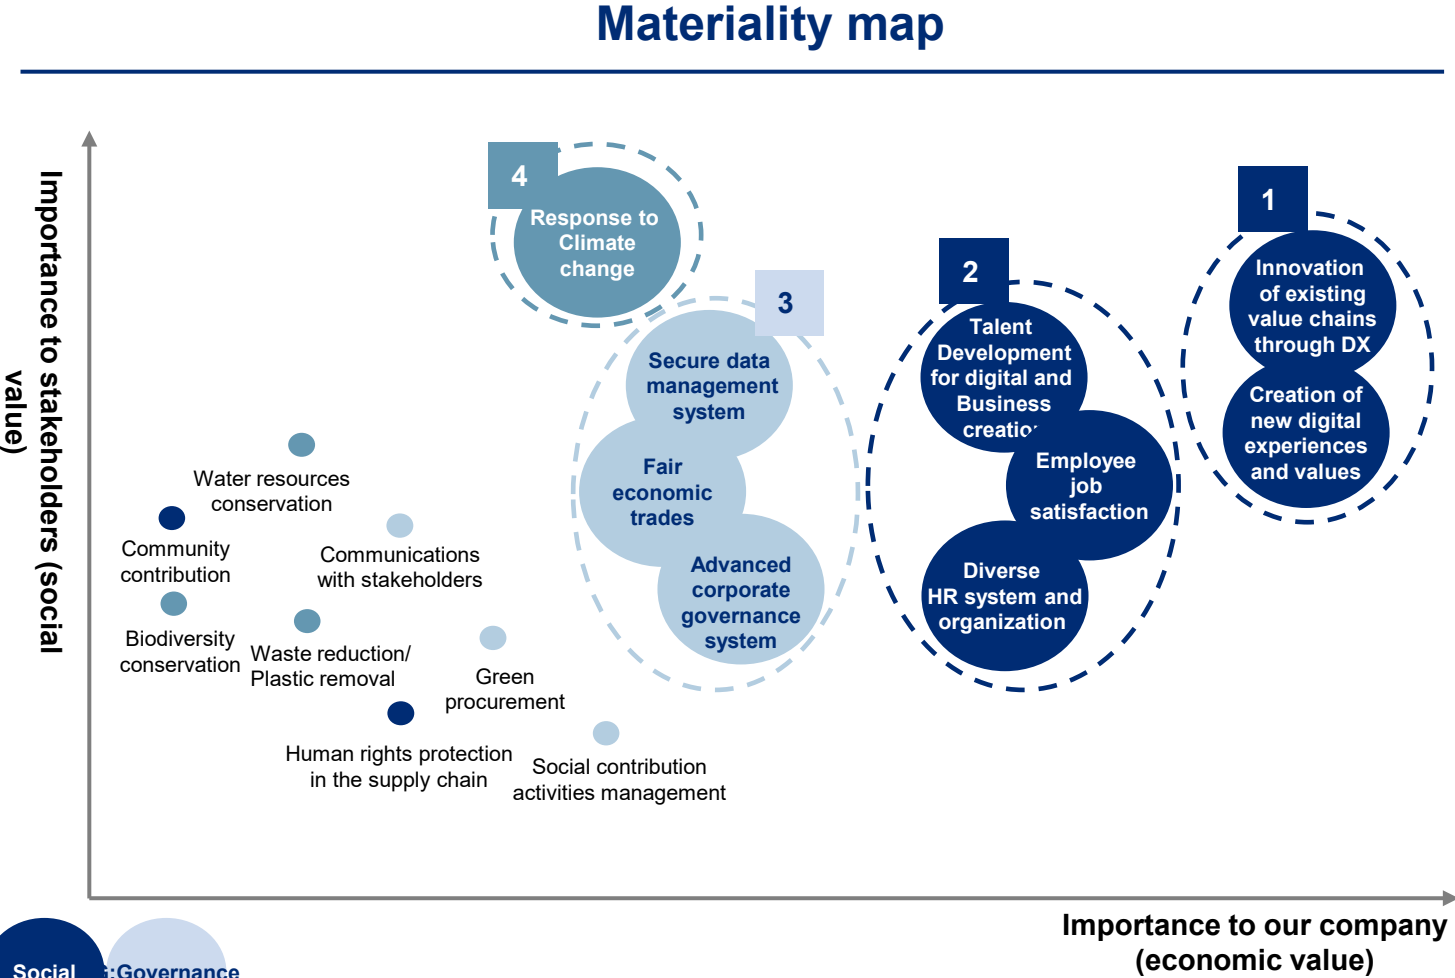 Materiality map
Importance to stakeholders (social
value)
4
Response to
Climate
change
3
Secure data
management
system
Fair
economic
trades
Advanced
corporate
governance
system
2
Talent
Development
for digital and
Business
creation
Employee
job
satisfaction
Diverse
HR system and
organization
1
Innovation
of existing
value chains
through DX
Creation of
new digital
experiences
and values
Water resources
conservation
Community
contribution
Communications
with stakeholders
Biodiversity
conservation
Waste reduction/
Plastic removal
Green
procurement
Human rights protection
in the supply chain
Social contribution
activities management
Importance to our company
(economic value)
Social
G:Governance